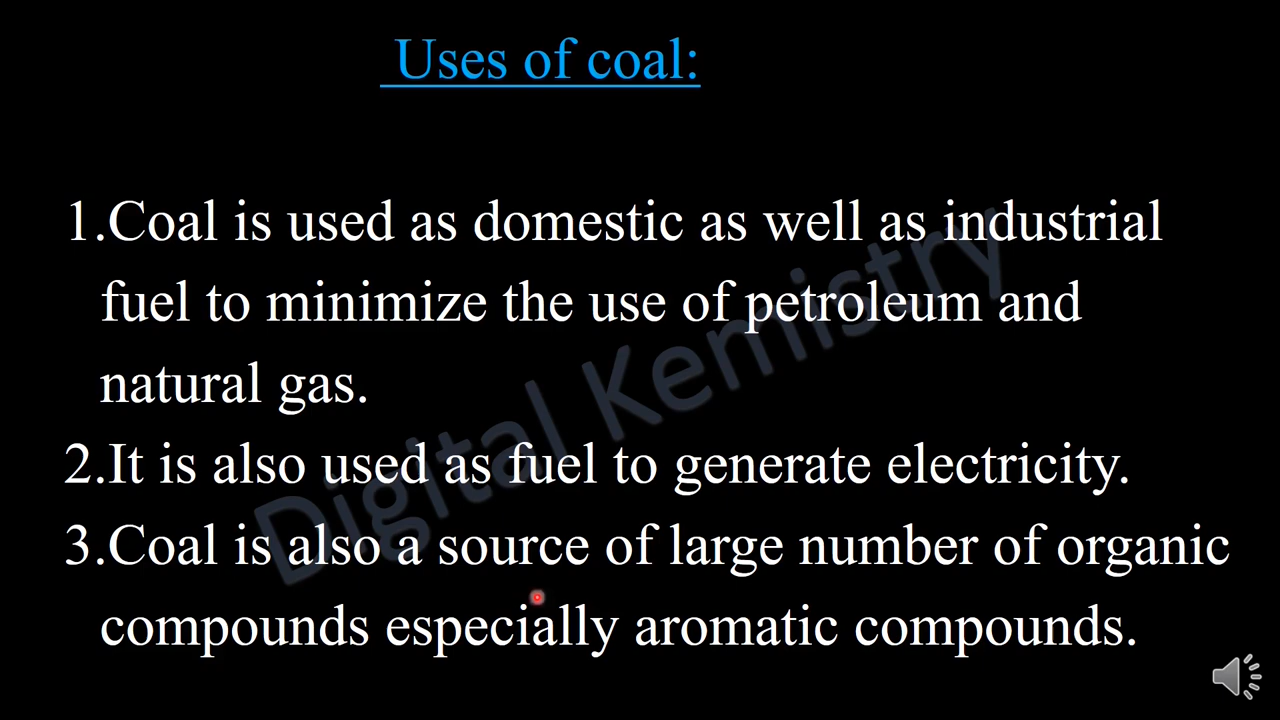 Uses of coal:
1.Coal is used as domestic as well as industrial
fuel to minimize the use of petroleum and
natural gas.
2.It is also used as fuel to generate electricity.
3.Coal is also a source of large number of organic
compounds especially aromatic compounds.
Digital Kemistry